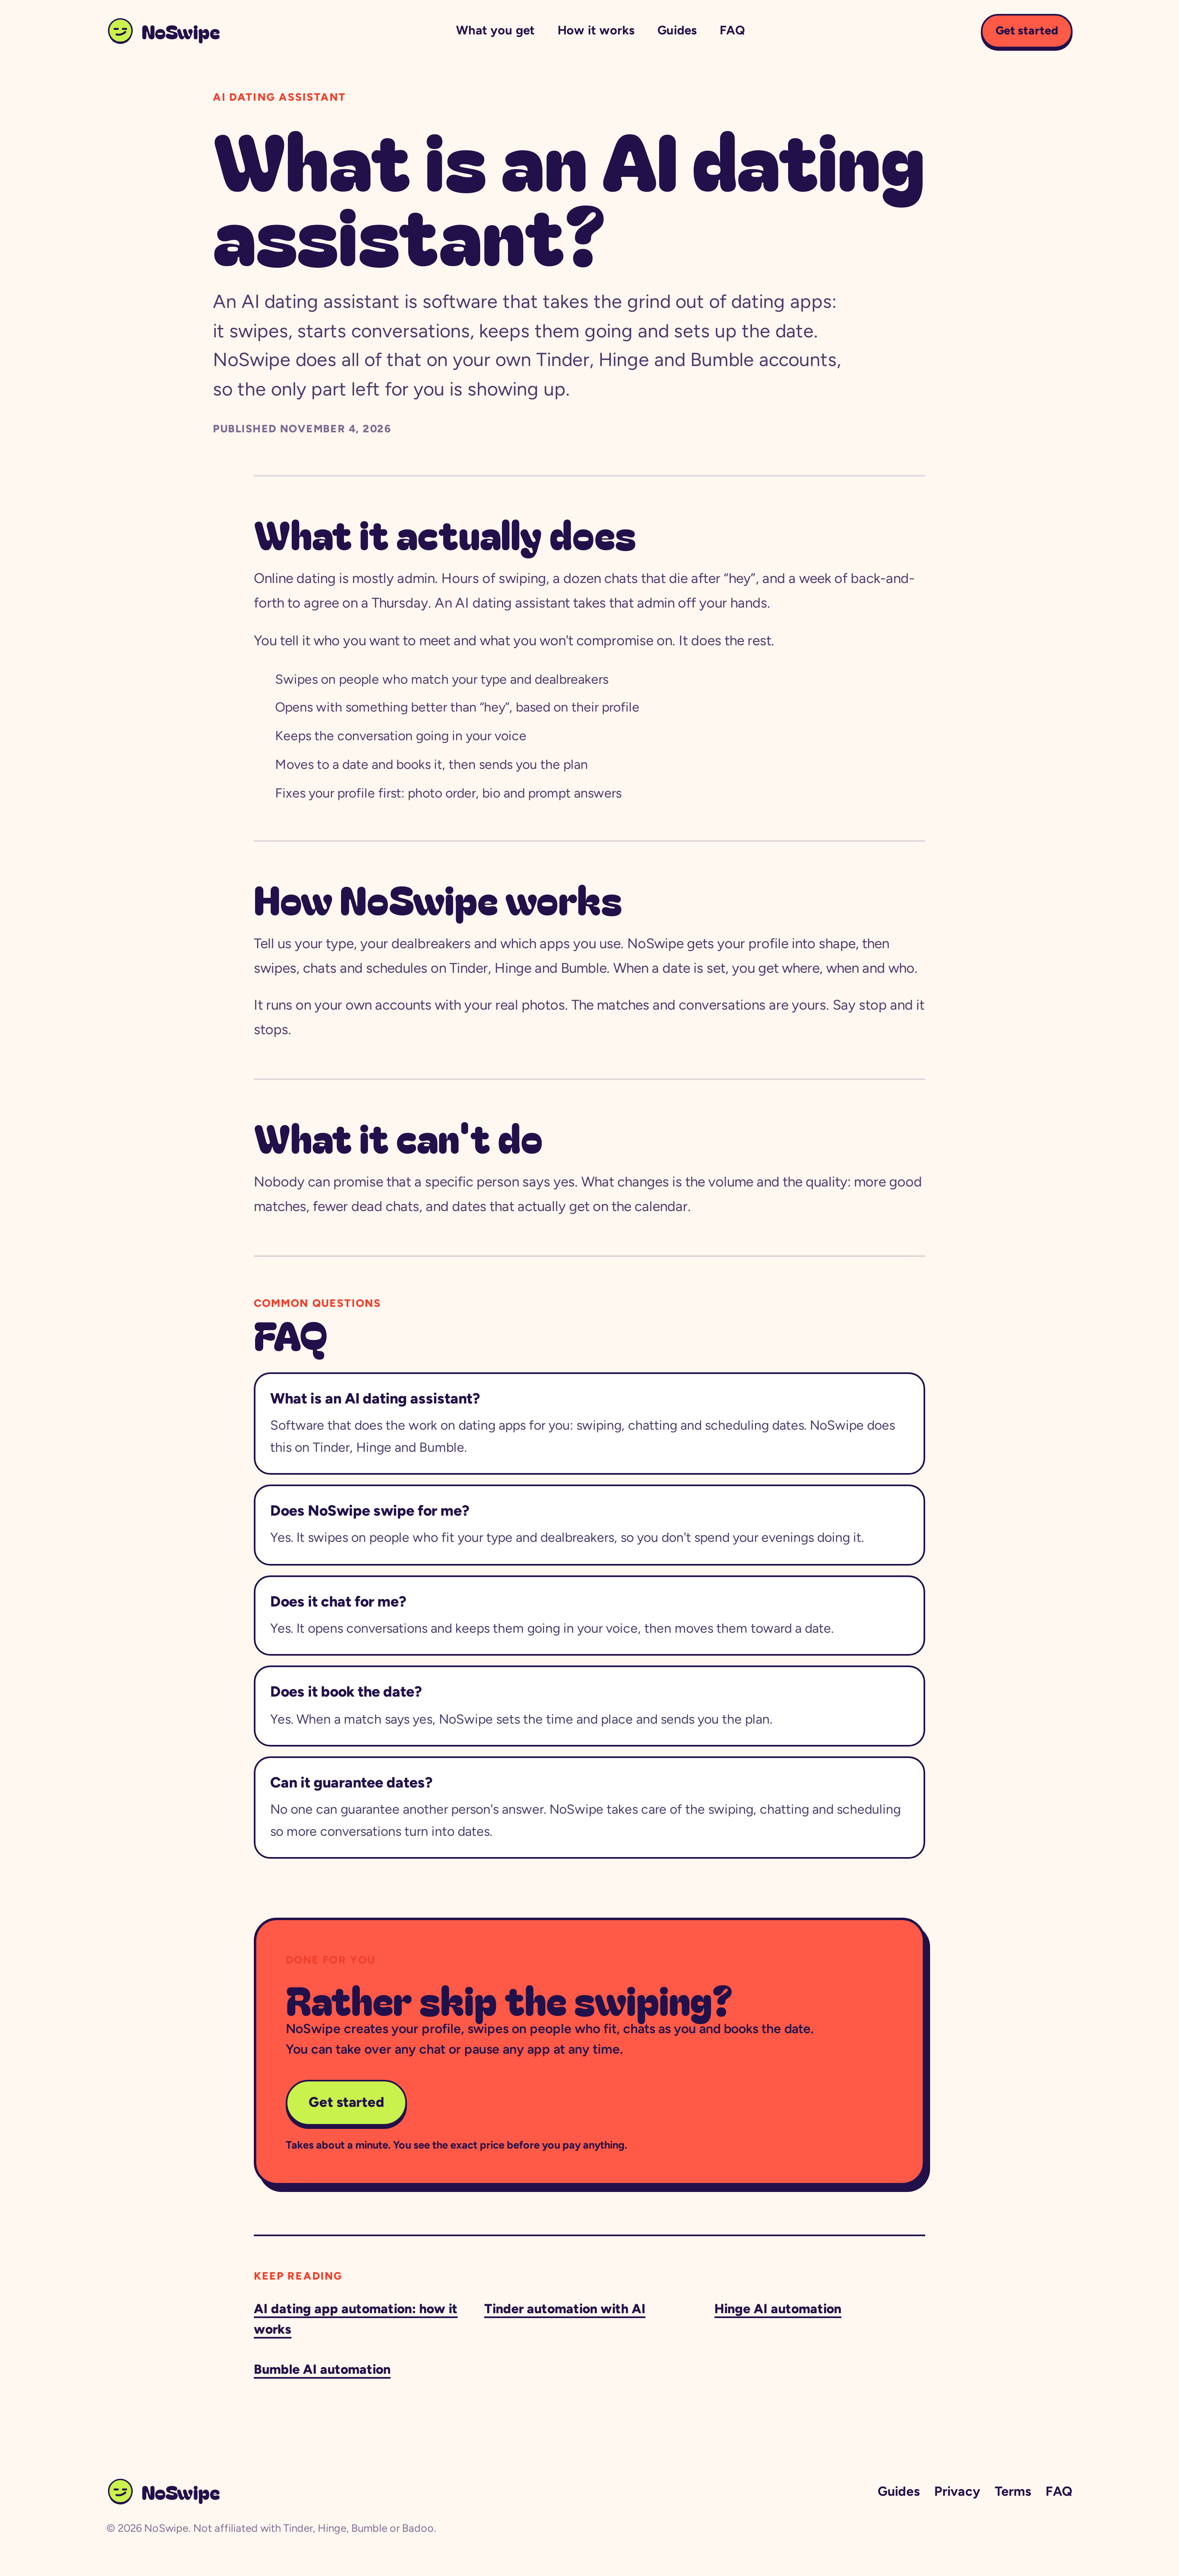 NoSwipe
What you get
How it works
Guides
FAQ
Get started
AI DATING ASSISTANT
What is an AI dating
assistant?
An AI dating assistant is software that takes the grind out of dating apps:
it swipes, starts conversations, keeps them going and sets up the date.
NoSwipe does all of that on your own Tinder, Hinge and Bumble accounts,
so the only part left for you is showing up.
PUBLISHED NOVEMBER 4, 2026
What it actually does
Online dating is mostly admin. Hours of swiping, a dozen chats that die after “hey”, and a week of back-and-
forth to agree on a Thursday. An AI dating assistant takes that admin off your hands.
You tell it who you want to meet and what you won't compromise on. It does the rest.
Swipes on people who match your type and dealbreakers
Opens with something better than “hey”, based on their profile
Keeps the conversation going in your voice
Moves to a date and books it, then sends you the plan
Fixes your profile first: photo order, bio and prompt answers
How NoSwipe works
Tell us your type, your dealbreakers and which apps you use. NoSwipe gets your profile into shape, then
swipes, chats and schedules on Tinder, Hinge and Bumble. When a date is set, you get where, when and who.
It runs on your own accounts with your real photos. The matches and conversations are yours. Say stop and it
stops.
What it can't do
Nobody can promise that a specific person says yes. What changes is the volume and the quality: more good
matches, fewer dead chats, and dates that actually get on the calendar.
COMMON QUESTIONS
FAQ
What is an AI dating assistant?
Software that does the work on dating apps for you: swiping, chatting and scheduling dates. NoSwipe does
this on Tinder, Hinge and Bumble.
Does NoSwipe swipe for me?
Yes. It swipes on people who fit your type and dealbreakers, so you don't spend your evenings doing it.
Does it chat for me?
Yes. It opens conversations and keeps them going in your voice, then moves them toward a date.
Does it book the date?
Yes. When a match says yes, NoSwipe sets the time and place and sends you the plan.
Can it guarantee dates?
No one can guarantee another person's answer. NoSwipe takes care of the swiping, chatting and scheduling
so more conversations turn into dates.
DONE FOR YOU
Rather skip the swiping?
NoSwipe creates your profile, swipes on people who fit, chats as you and books the date.
You can take over any chat or pause any app at any time.
Get started
Takes about a minute. You see the exact price before you pay anything.
KEEP READING
AI dating app automation: how it
works
Tinder automation with AI
Hinge AI automation
Bumble AI automation
NoSwipe
Guides
Privacy
Terms
FAQ
© 2026 NoSwipe. Not affiliated with Tinder, Hinge, Bumble or Badoo.